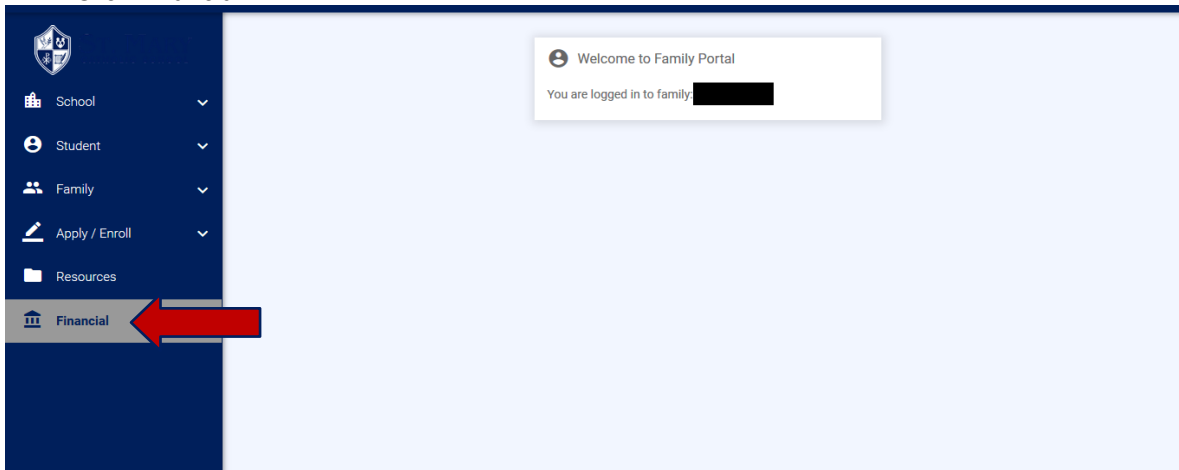 School
Student
Family
Apply / Enroll
Resources
Financial
Welcome to Family Portal
You are logged in to family: